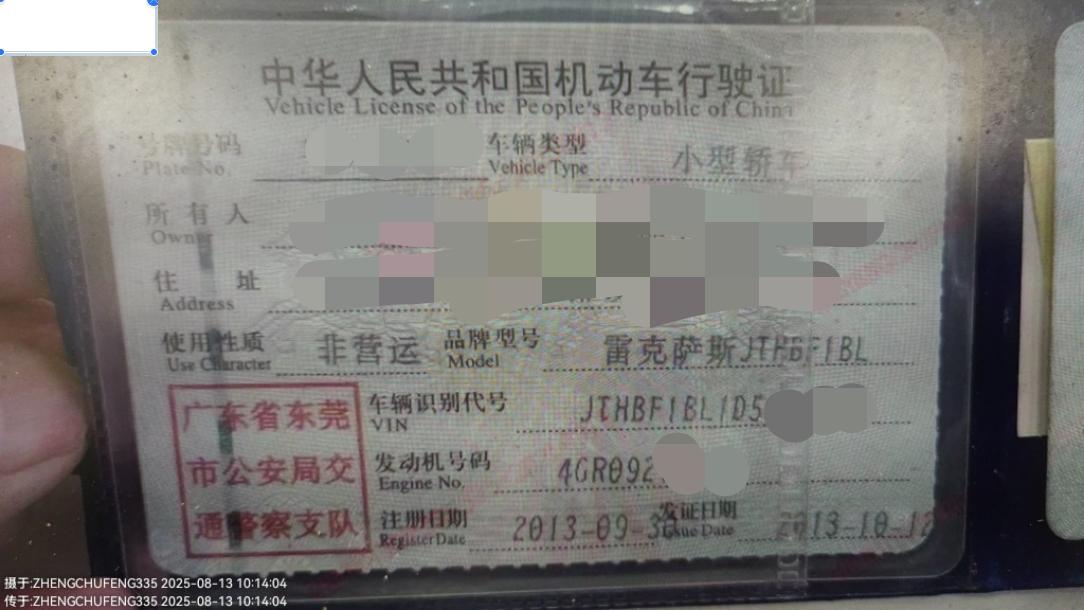 中华人民共和国机动车行驶证
Vehicle License of the People's Republic of China
号牌号码 车辆类型 小型轿车
Plate No. Vehicle Type
所有人
Owner
住址
Address
使用性质 非营运 品牌型号 雷克萨斯JTHBF1BL
Use Character Model
广东省东莞
市公安局交
通警察支队
车辆识别代号 JTHBF1BL1D5
VIN
发动机号码 4GR092
Engine No.
注册日期 2013-09-30 发证日期 2013-10-12
Register Date Issue Date
摄于:ZHENGCHUFENG335 2025-08-13 10:14:04
传于:ZHENGCHUFENG335 2025-08-13 10:14:04